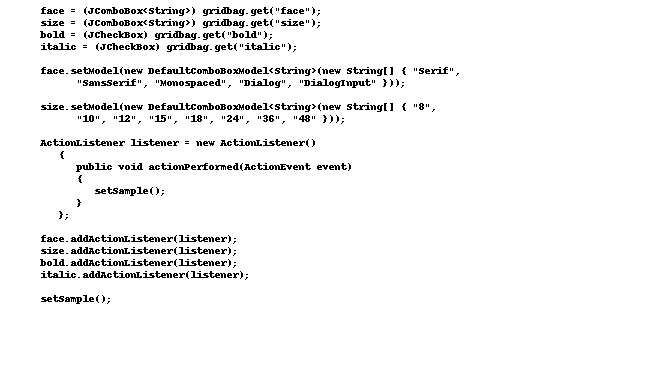 face = (JComboBox<String>) gridbag.get("face");
size = (JComboBox<String>) gridbag.get("size");
bold = (JCheckBox) gridbag.get("bold");
italic = (JCheckBox) gridbag.get("italic");
face.setModel(new DefaultComboBoxModel<String>(new String[] { "Serif",
"SansSerif", "Monospaced", "Dialog", "DialogInput" }));
size.setModel(new DefaultComboBoxModel<String>(new String[] { "8",
"10", "12", "15", "18", "24", "36", "48" }));
ActionListener listener = new ActionListener()
{
public void actionPerformed(ActionEvent event)
{
setSample();
}
};
face.addActionListener(listener);
size.addActionListener(listener);
bold.addActionListener(listener);
italic.addActionListener(listener);
setSample();